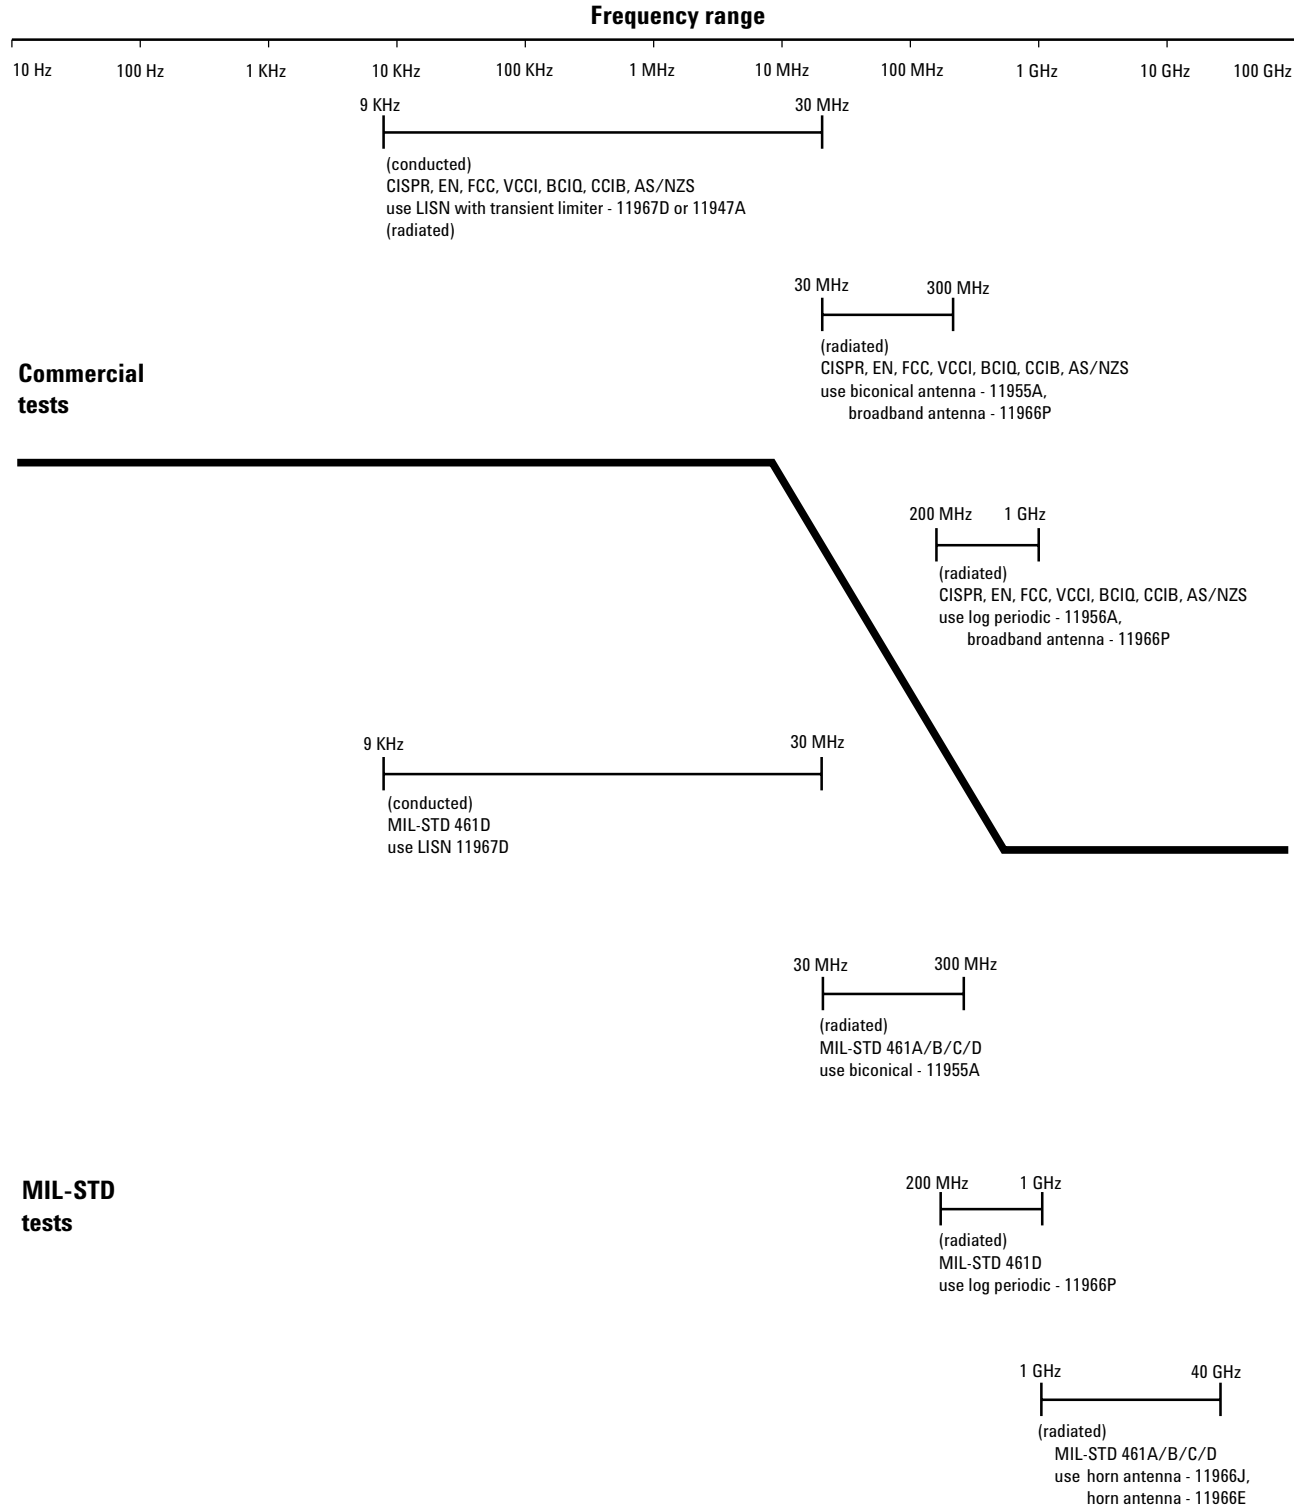 Frequency range
10 Hz 100 Hz 1 KHz 10 KHz 100 KHz 1 MHz 10 MHz 100 MHz 1 GHz 10 GHz 100 GHz
9 KHz 30 MHz
(conducted)
CISPR, EN, FCC, VCCI, BCIQ, CCIB, AS/NZS
use LISN with transient limiter - 11967D or 11947A
(radiated)
30 MHz 300 MHz
(radiated)
CISPR, EN, FCC, VCCI, BCIQ, CCIB, AS/NZS
use biconical antenna - 11955A,
broadband antenna - 11966P
Commercial
tests
200 MHz 1 GHz
(radiated)
CISPR, EN, FCC, VCCI, BCIQ, CCIB, AS/NZS
use log periodic - 11956A,
broadband antenna - 11966P
9 KHz 30 MHz
(conducted)
MIL-STD 461D
use LISN 11967D
30 MHz 300 MHz
(radiated)
MIL-STD 461A/B/C/D
use biconical - 11955A
MIL-STD
tests
200 MHz 1 GHz
(radiated)
MIL-STD 461D
use log periodic - 11966P
1 GHz 40 GHz
(radiated)
MIL-STD 461A/B/C/D
use horn antenna - 11966J,
horn antenna - 11966E